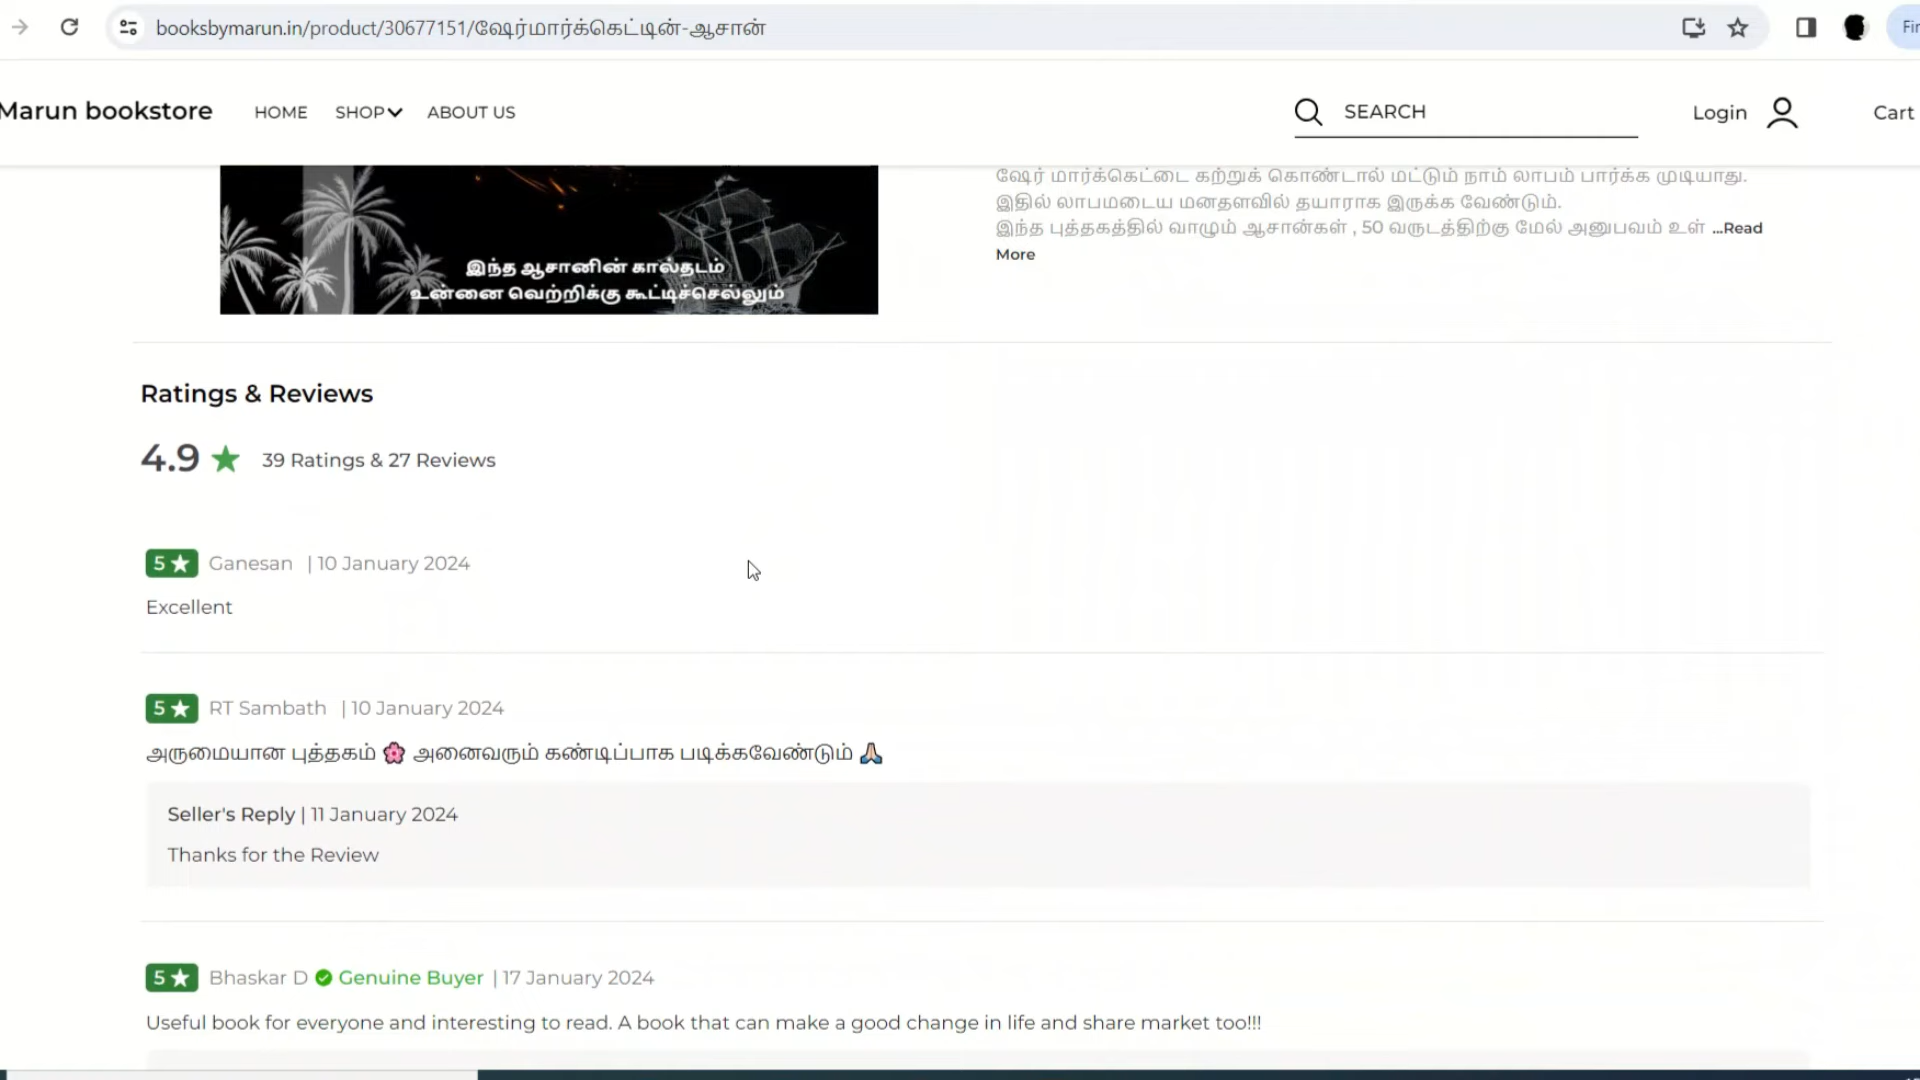 booksbymarun.in/product/30677151/ஷேர்மார்க்கெட்டின்-ஆசான்
Marun bookstore HOME SHOP ABOUT US SEARCH Login Cart
ஷேர் மார்க்கெட்டை கற்றுக் கொண்டால் மட்டும் நாம் லாபம் பார்க்க முடியாது.
இதில் லாபமடைய மனதளவில் தயாராக இருக்க வேண்டும்.
இந்த புத்தகத்தில் வாழும் ஆசான்கள் , 50 வருடத்திற்கு மேல் அனுபவம் உள் ...Read
More
இந்த ஆசானின் கால்தடம்
உன்னை வெற்றிக்கு கூட்டிச்செல்லும்
Ratings & Reviews
4.9 39 Ratings & 27 Reviews
5 Ganesan | 10 January 2024
Excellent
5 RT Sambath | 10 January 2024
அருமையான புத்தகம் 🌸 அனைவரும் கண்டிப்பாக படிக்கவேண்டும் 🙏
Seller's Reply | 11 January 2024
Thanks for the Review
5 Bhaskar D Genuine Buyer | 17 January 2024
Useful book for everyone and interesting to read. A book that can make a good change in life and share market too!!!